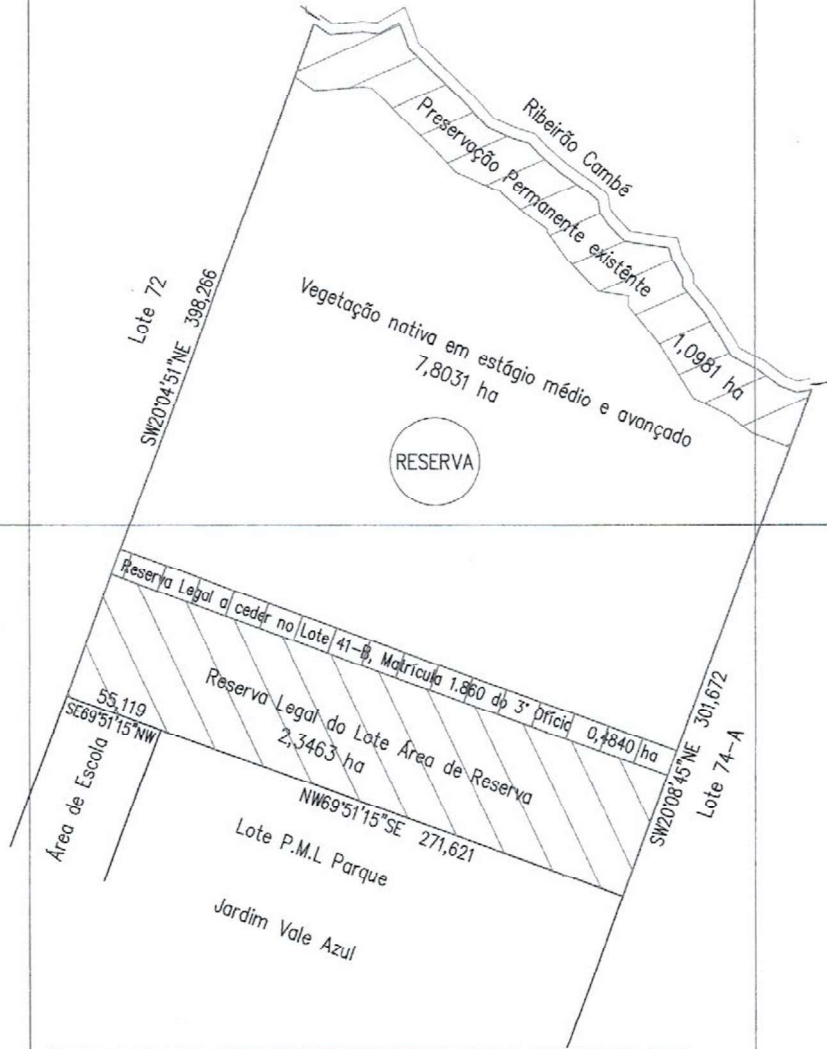 Ribeirão Cambé
Preservação Permanente existênte
1,0981 ha
Lote 72
SW20°04'51"NE 398,266
Vegetação nativa em estágio médio e avançado
7,8031 ha
RESERVA
Reserva Legal a ceder no Lote 41-B, Matrícula 1.860 do 3° Ofício 0,4840 ha
Reserva Legal do Lote Área de Reserva
2,3463 ha
55,119
SE69°51'15"NW
NW69°51'15"SE 271,621
SW20°08'45"NE 301,672
Lote 74-A
Área de Escola
Lote P.M.L Parque
Jardim Vale Azul